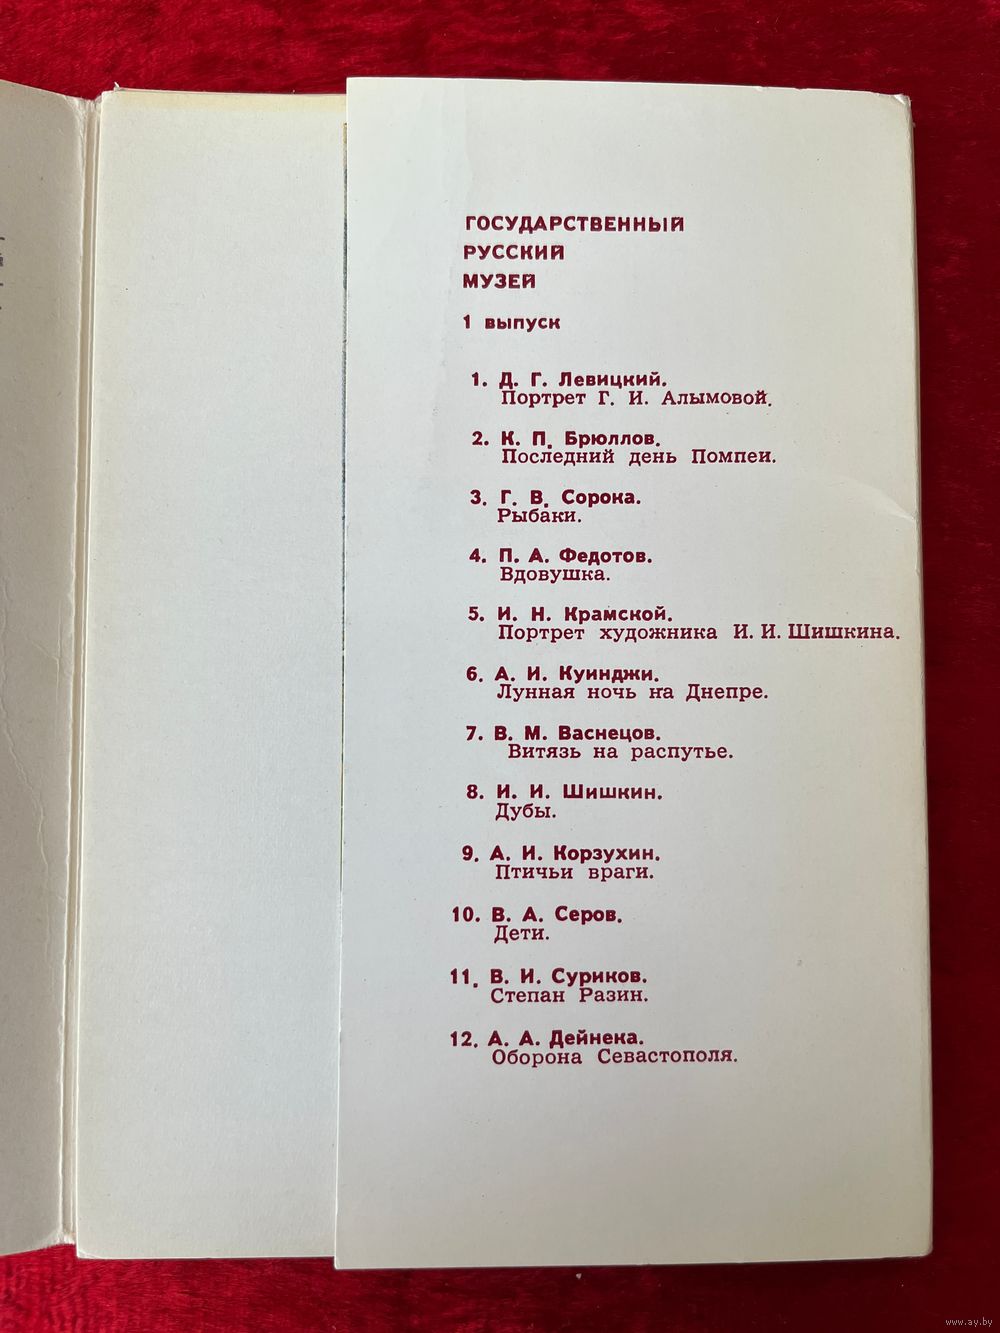 ГОСУДАРСТВЕННЫЙ
РУССКИЙ
МУЗЕЙ
1 выпуск
1. Д. Г. Левицкий.
Портрет Г. И. Алымовой.
2. К. П. Брюллов.
Последний день Помпеи.
3. Г. В. Сорока.
Рыбаки.
4. П. А. Федотов.
Вдовушка.
5. И. Н. Крамской.
Портрет художника И. И. Шишкина.
6. А. И. Куинджи.
Лунная ночь на Днепре.
7. В. М. Васнецов.
Витязь на распутье.
8. И. И. Шишкин.
Дубы.
9. А. И. Корзухин.
Птичьи враги.
10. В. А. Серов.
Дети.
11. В. И. Суриков.
Степан Разин.
12. А. А. Дейнека.
Оборона Севастополя.
www.ay.by